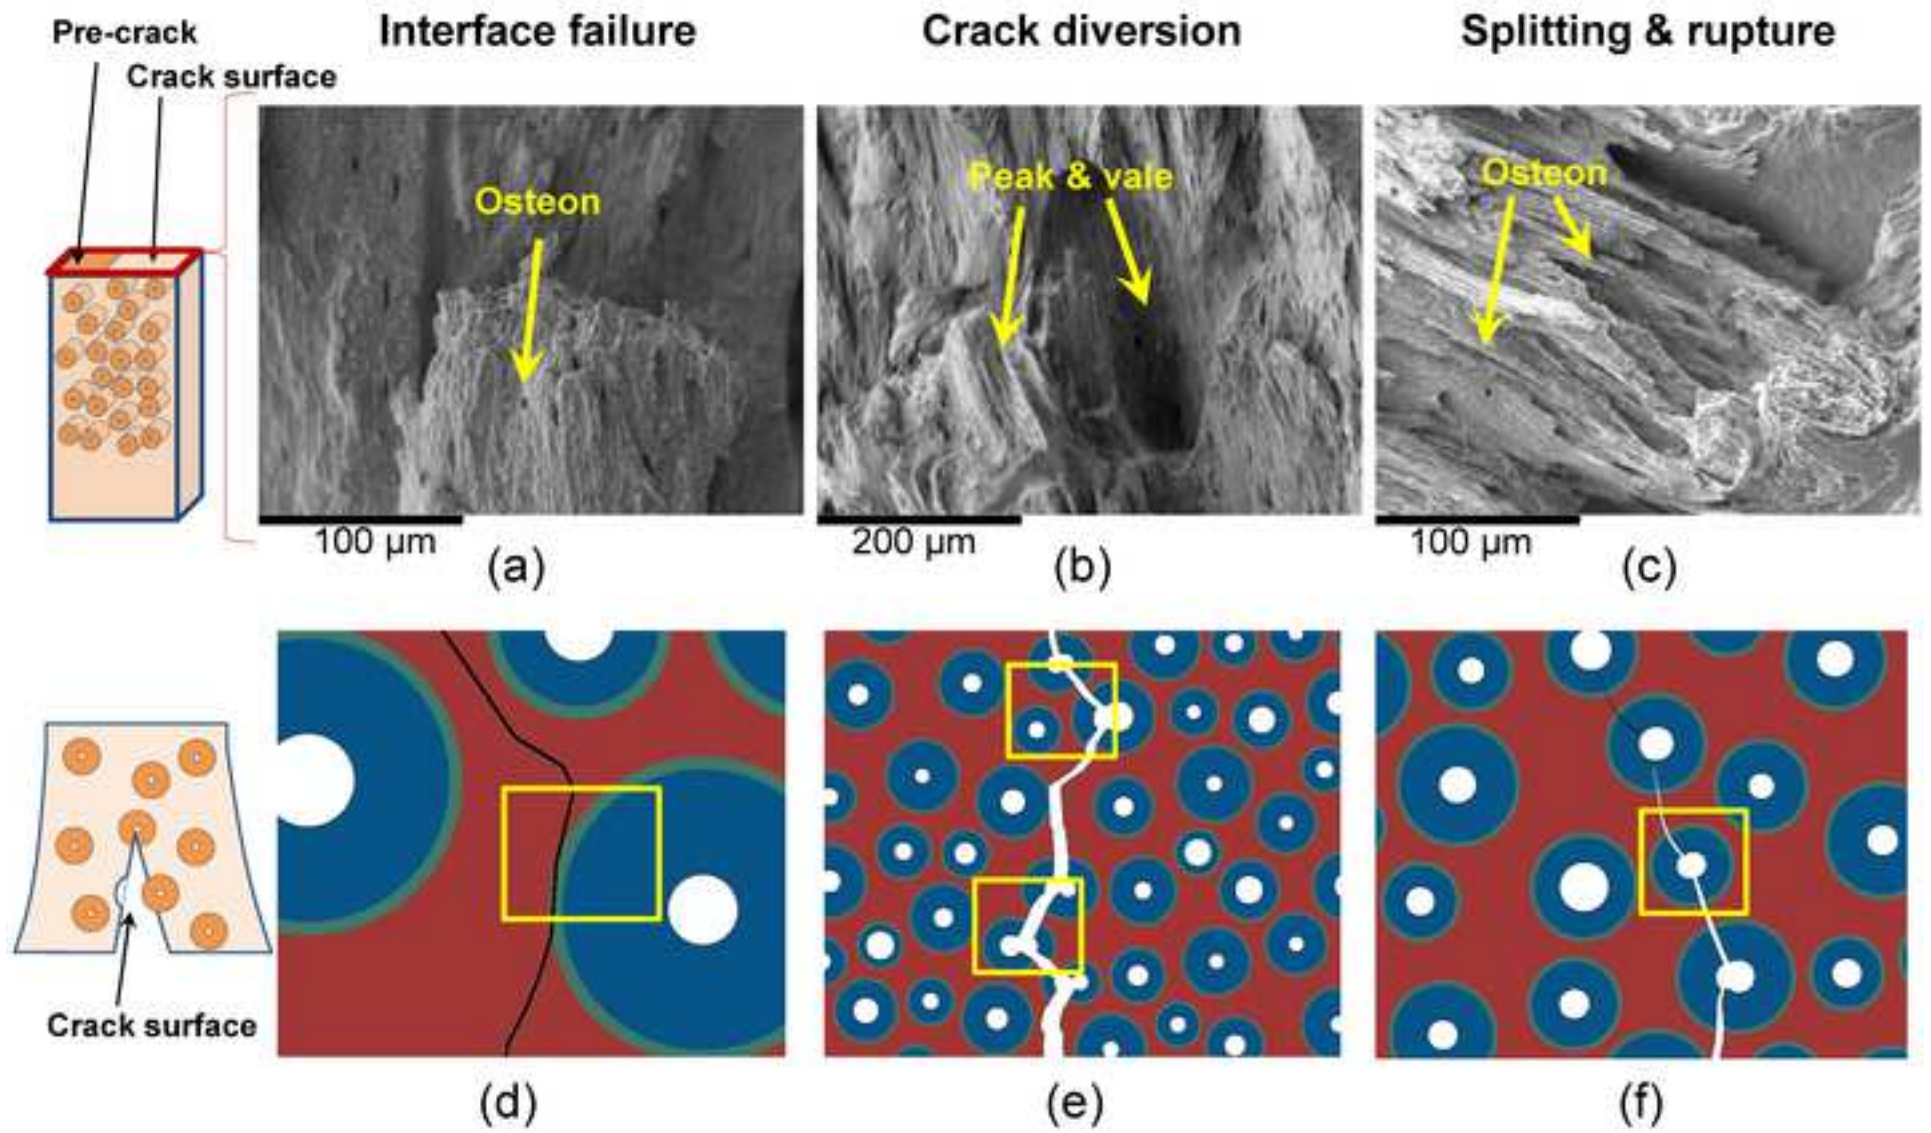 Pre-crack
Crack surface
Interface failure
Crack diversion
Splitting & rupture
Osteon
Peak & vale
Osteon
100 µm
(a)
200 µm
(b)
100 µm
(c)
Crack surface
(d)
(e)
(f)